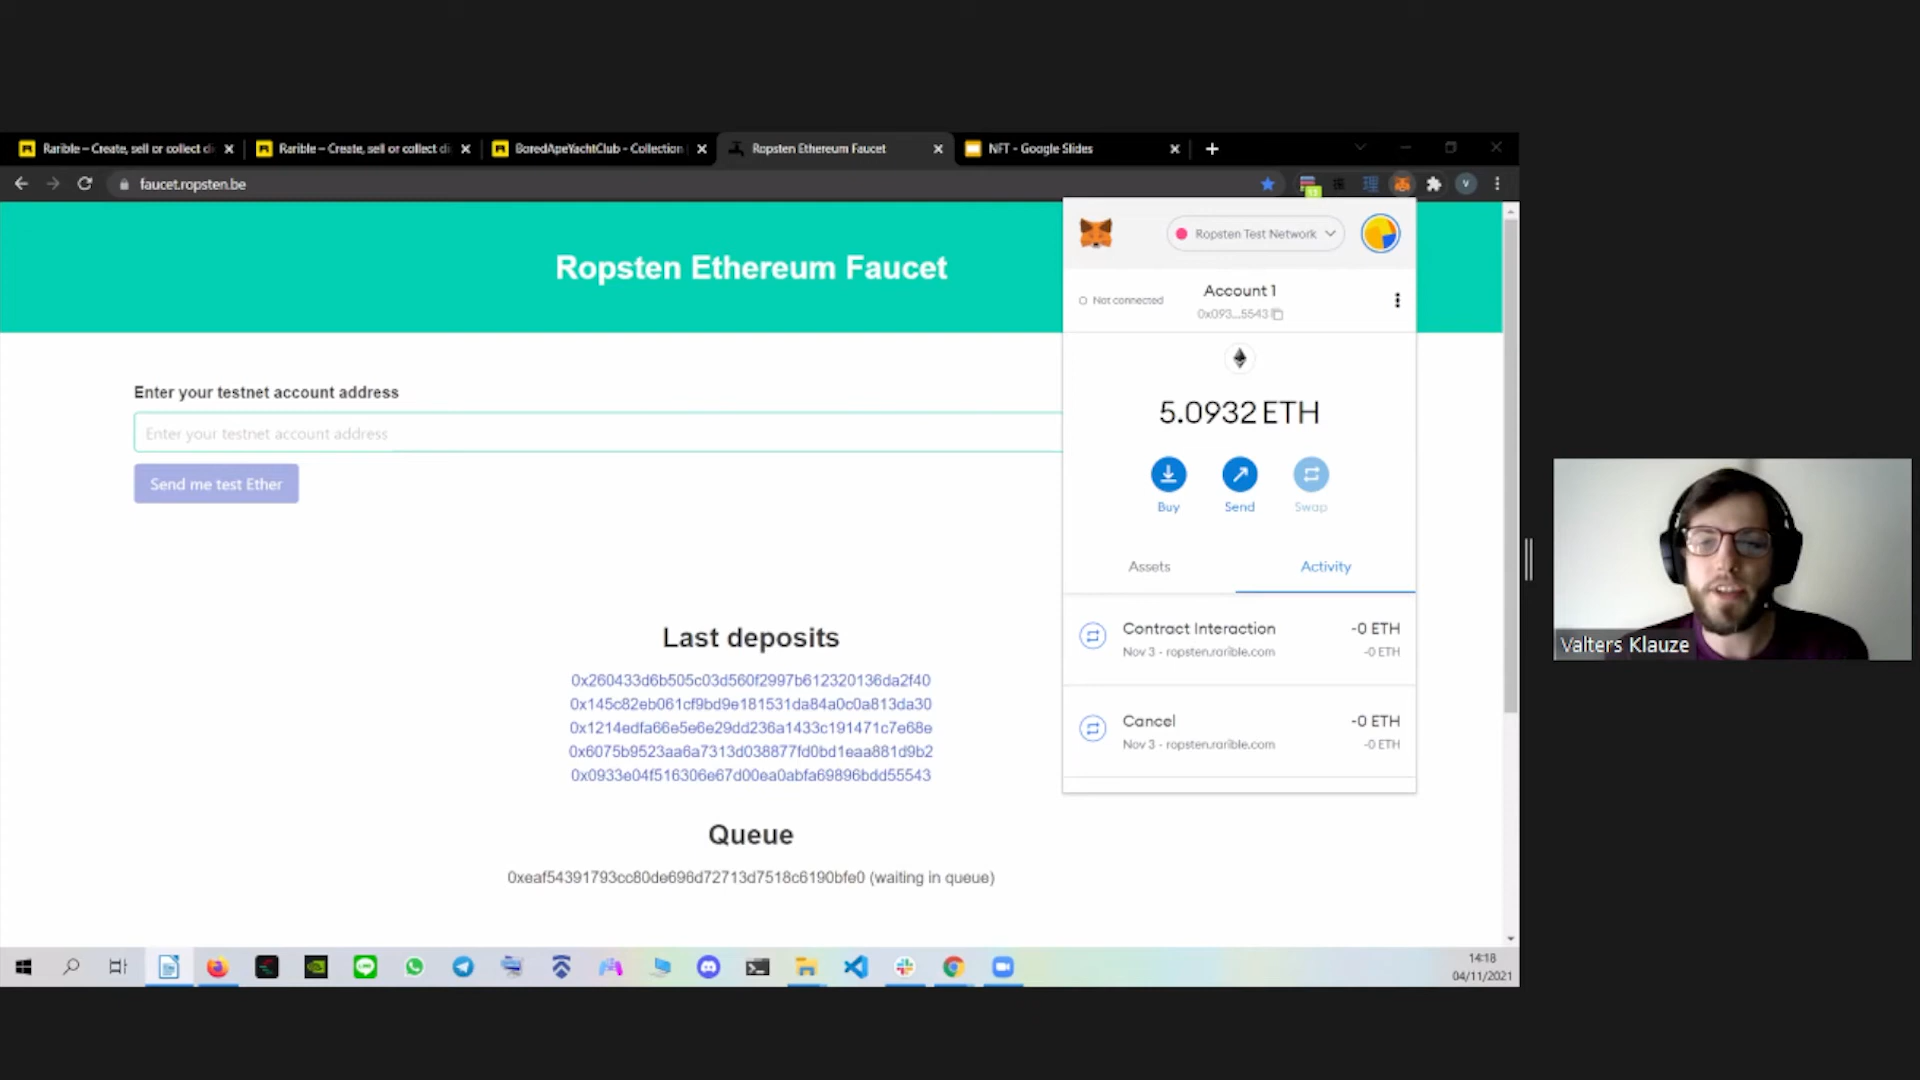 Rarible – Create, sell or collect di
Rarible – Create, sell or collect di
BoredApeYachtClub - Collection
Ropsten Ethereum Faucet
NFT - Google Slides
faucet.ropsten.be
Ropsten Ethereum Faucet
Enter your testnet account address
Enter your testnet account address
Send me test Ether
Last deposits
0x260433d6b505c03d560f2997b612320136da2f40
0x145c82eb061cf9bd9e181531da84a0c0a813da30
0x1214edfa66e5e6e29dd236a1433c191471c7e68e
0x6075b9523aa6a7313d038877fd0bd1eaa881d9b2
0x0933e04f516306e67d00ea0abfa69896bdd55543
Queue
0xeaf54391793cc80de696d72713d7518c6190bfe0 (waiting in queue)
Ropsten Test Network
Not connected
Account 1
0x093...5543
5.0932 ETH
Buy
Send
Swap
Assets
Activity
Contract Interaction
-0 ETH
Nov 3 - ropsten.rarible.com
-0 ETH
Cancel
-0 ETH
Nov 3 - ropsten.rarible.com
-0 ETH
Valters Klauze
14:18
04/11/2021